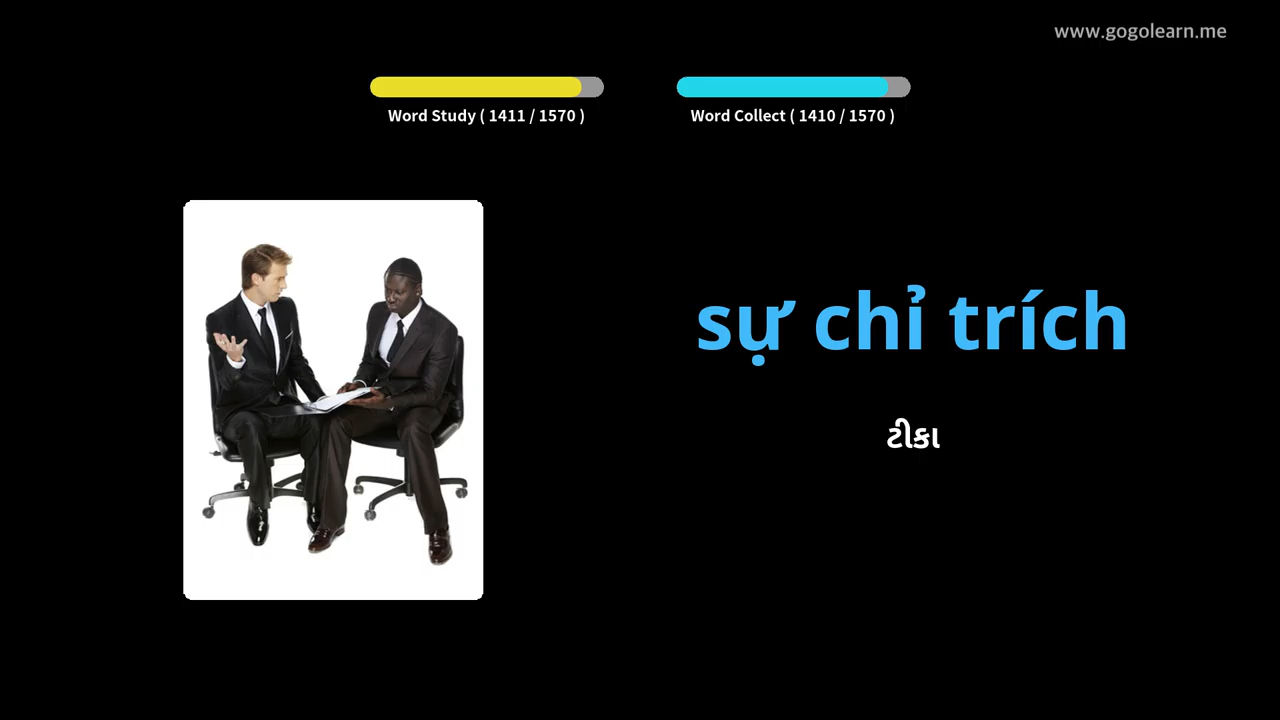 www.gogolearn.me
Word Study ( 1411 / 1570 )
Word Collect ( 1410 / 1570 )
sự chỉ trích
ટીકા